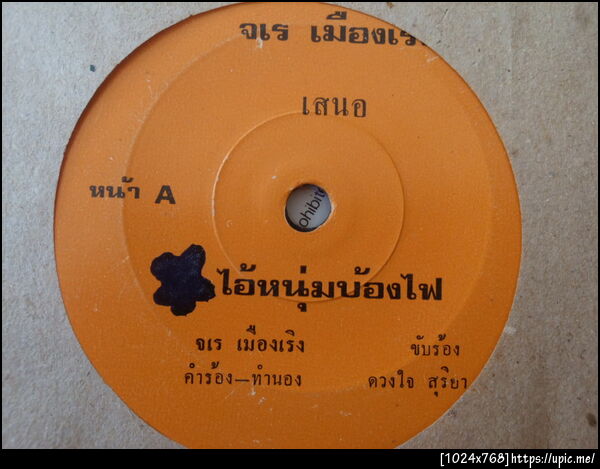 จเร เมืองเริง
เสนอ
หน้า A
ohibite
ไอ้หนุ่มบ้องไฟ
จเร เมืองเริง
ขับร้อง
คำร้อง—ทำนอง
ดวงใจ สุริยา
[1024x768]https://upic.me/